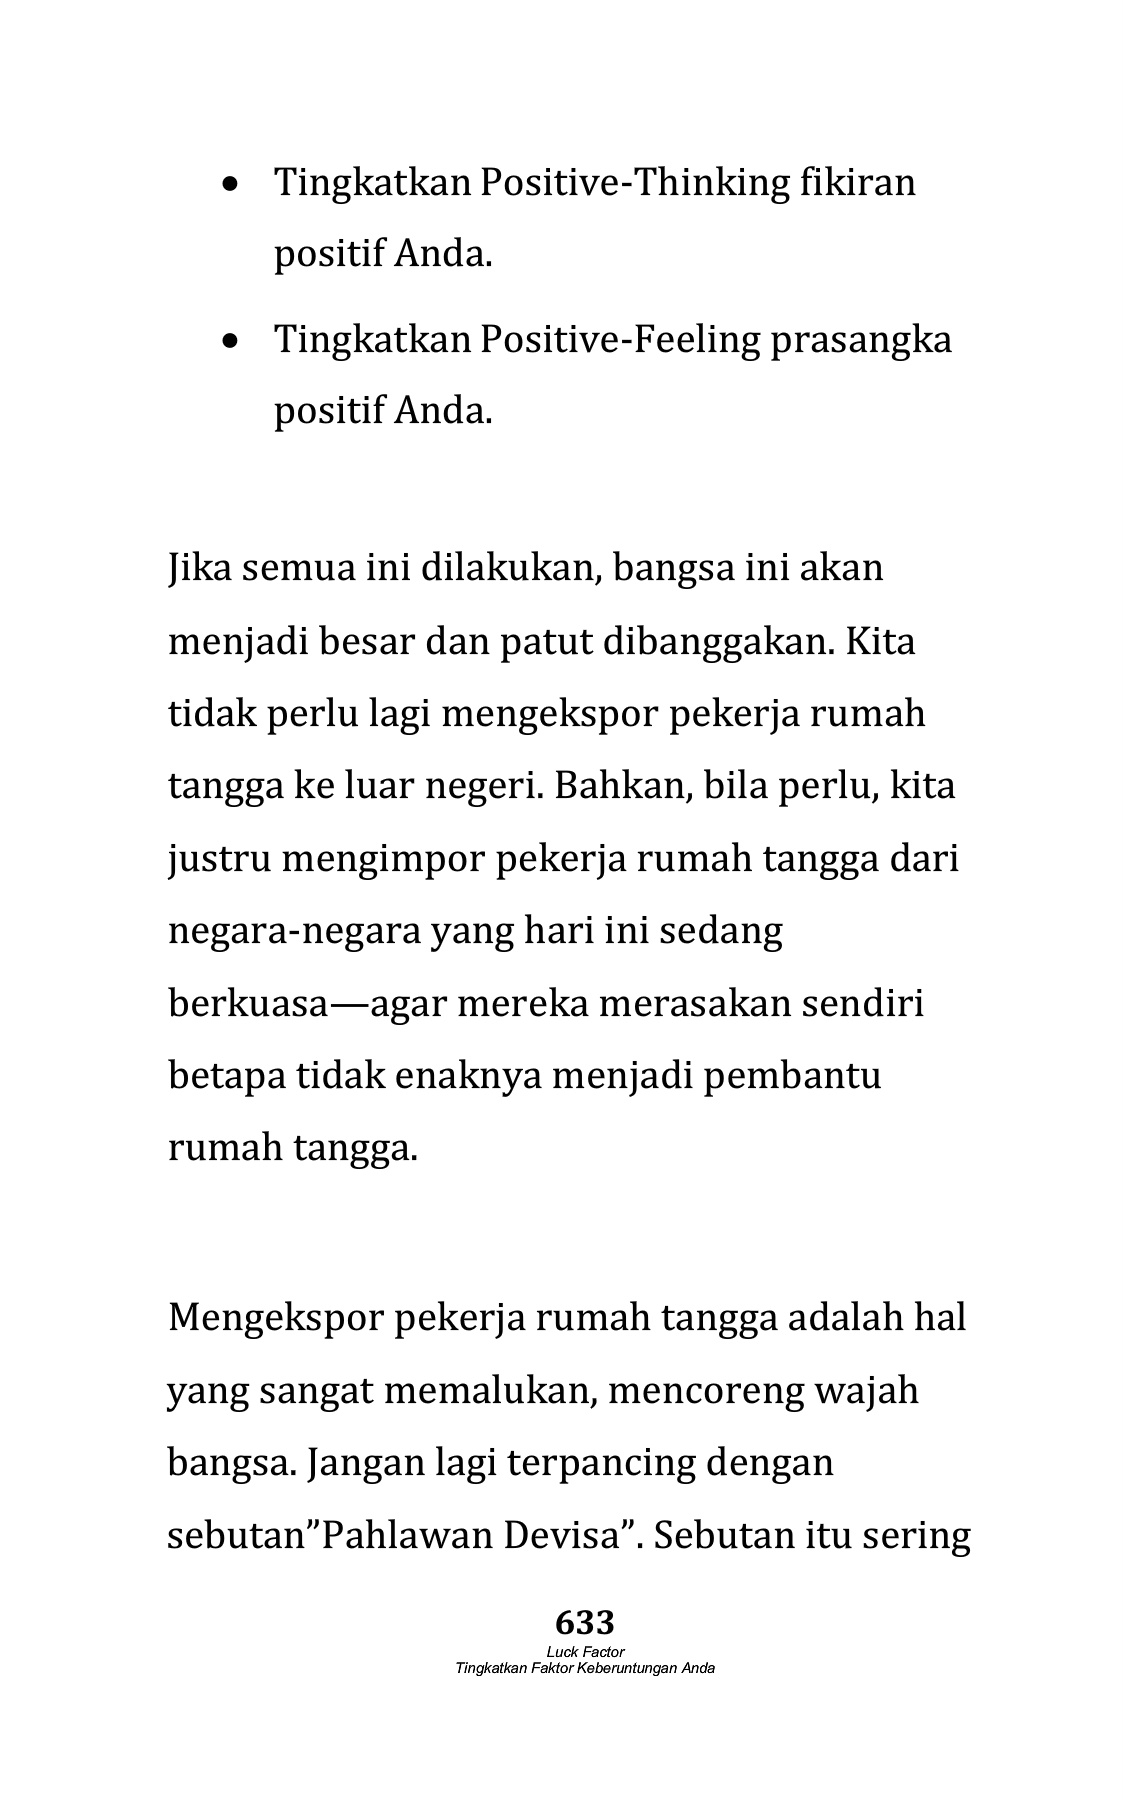 • Tingkatkan Positive-Thinking fikiran
positif Anda.
• Tingkatkan Positive-Feeling prasangka
positif Anda.
Jika semua ini dilakukan, bangsa ini akan
menjadi besar dan patut dibanggakan. Kita
tidak perlu lagi mengekspor pekerja rumah
tangga ke luar negeri. Bahkan, bila perlu, kita
justru mengimpor pekerja rumah tangga dari
negara-negara yang hari ini sedang
berkuasa—agar mereka merasakan sendiri
betapa tidak enaknya menjadi pembantu
rumah tangga.
Mengekspor pekerja rumah tangga adalah hal
yang sangat memalukan, mencoreng wajah
bangsa. Jangan lagi terpancing dengan
sebutan”Pahlawan Devisa”. Sebutan itu sering
633
Luck Factor
Tingkatkan Faktor Keberuntungan Anda